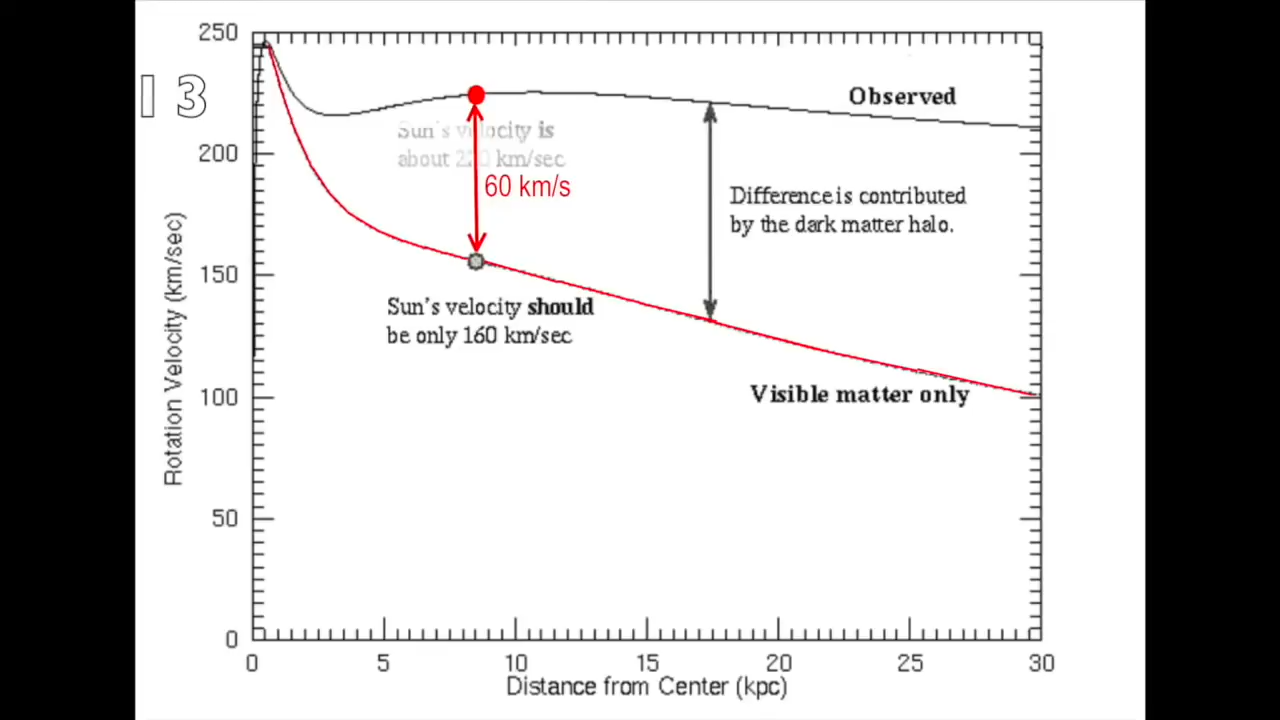 250
3
Observed
Sun's velocity is
about 220 km/sec
200
60 km/s
Difference is contributed
by the dark matter halo.
Rotation Velocity (km/sec)
150
Sun's velocity should
be only 160 km/sec
100
Visible matter only
50
0
0 5 10 15 20 25 30
Distance from Center (kpc)